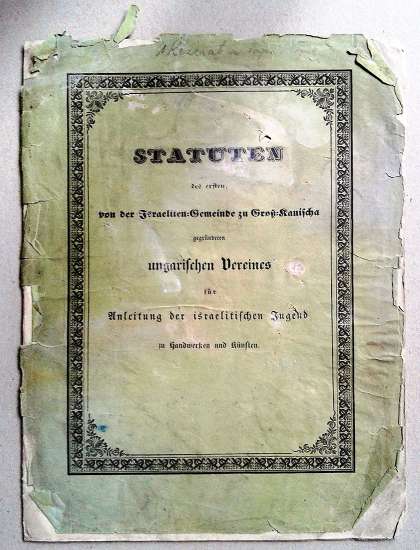 STATUTEN
des ersten,
von der Israeliten-Gemeinde zu Groß-Kanischa
gegründeten
ungarischen Vereines
für
Anleitung der israelitischen Jugend
zu Handwerken und Künsten.